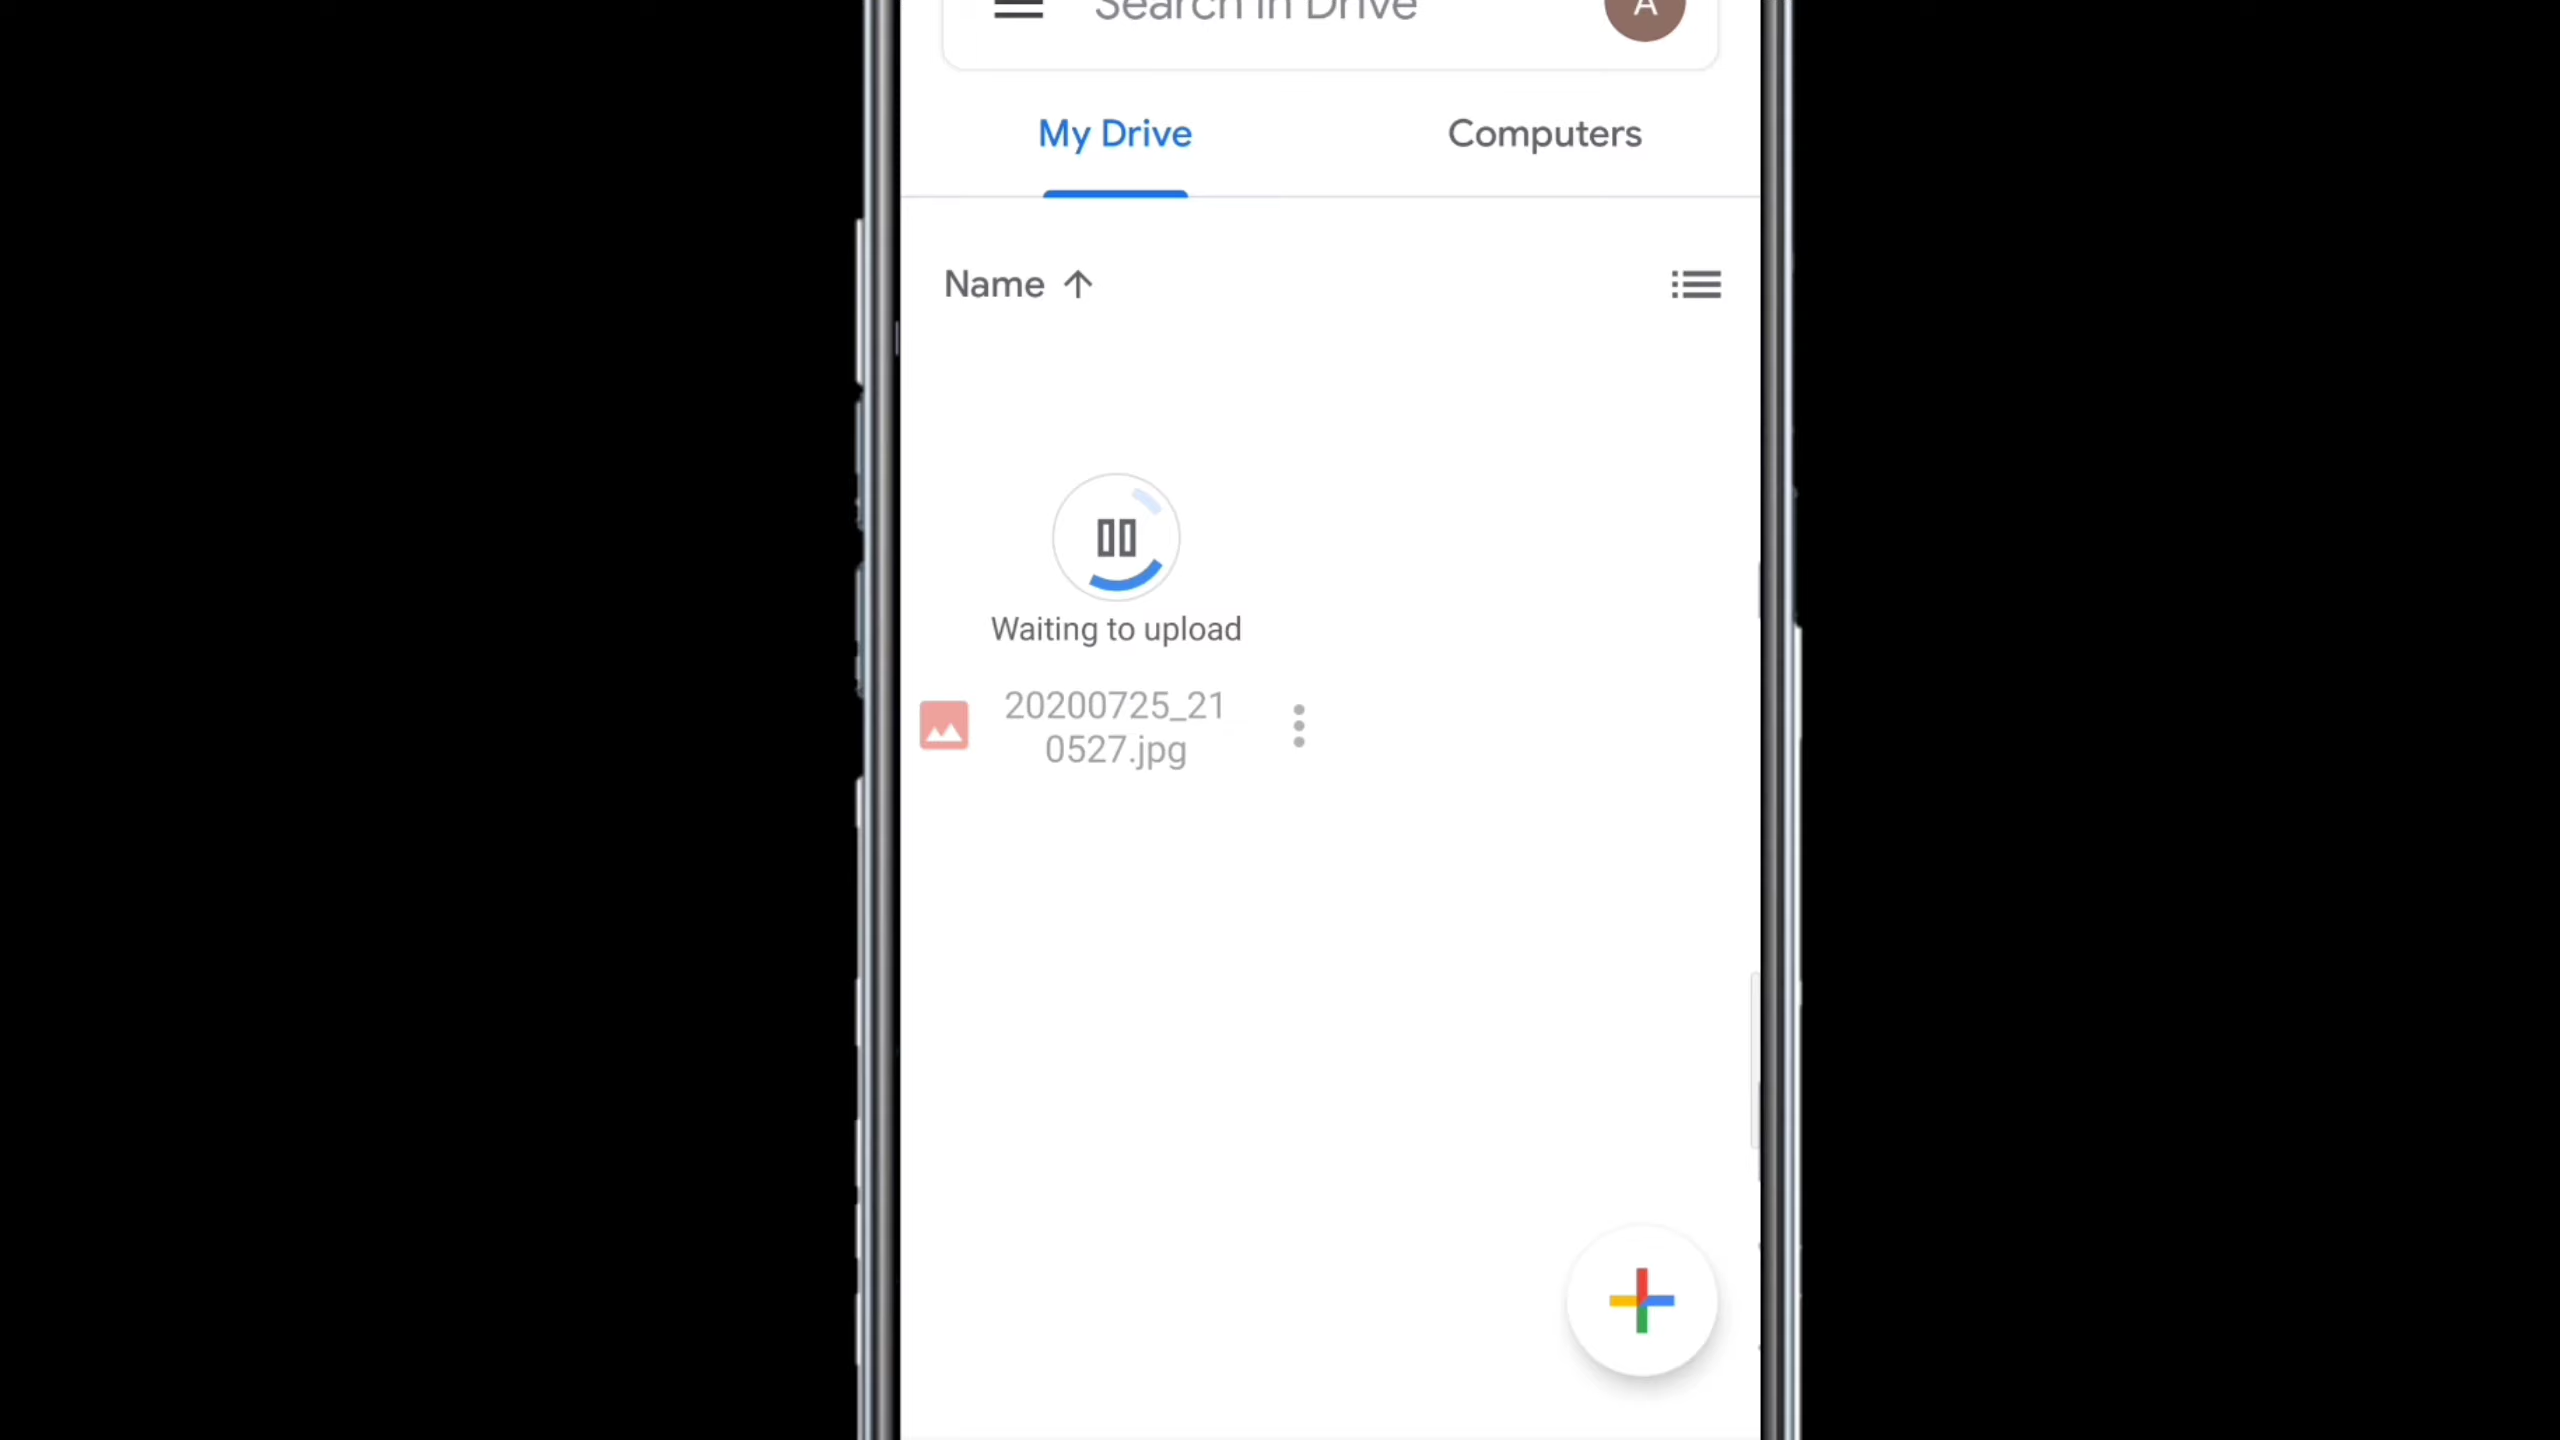 Search in Drive
A
My Drive
Computers
Name
Waiting to upload
20200725_21
0527.jpg